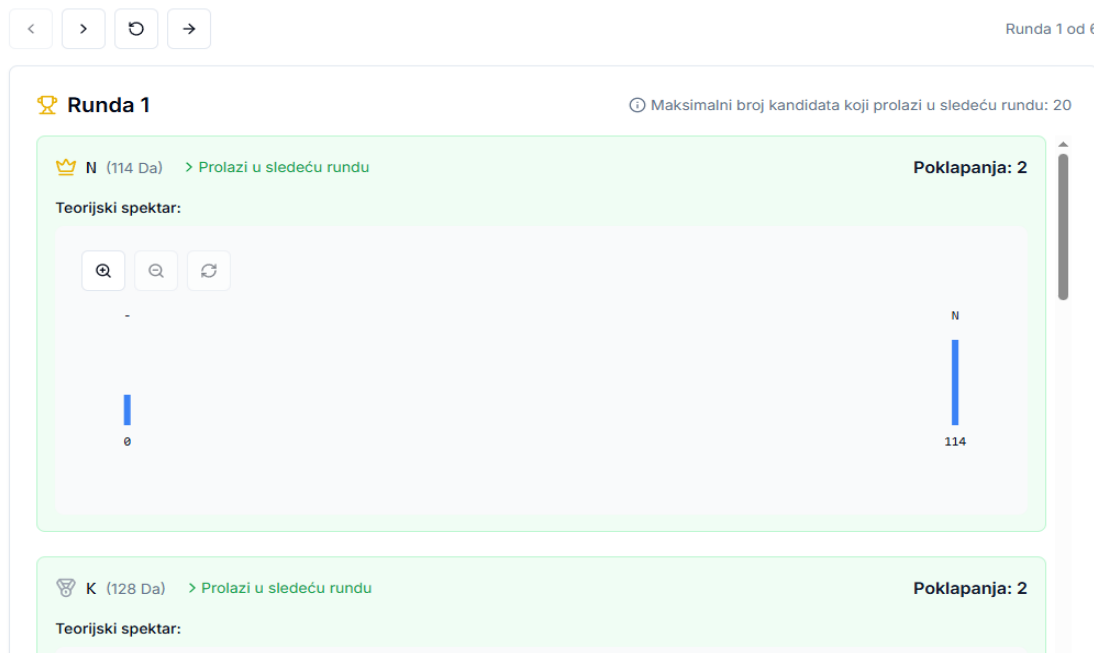 Runda 1 od 6
Runda 1
Maksimalni broj kandidata koji prolazi u sledeću rundu: 20
N (114 Da) > Prolazi u sledeću rundu Poklapanja: 2
Teorijski spektar:
- N
0 114
K (128 Da) > Prolazi u sledeću rundu Poklapanja: 2
Teorijski spektar: